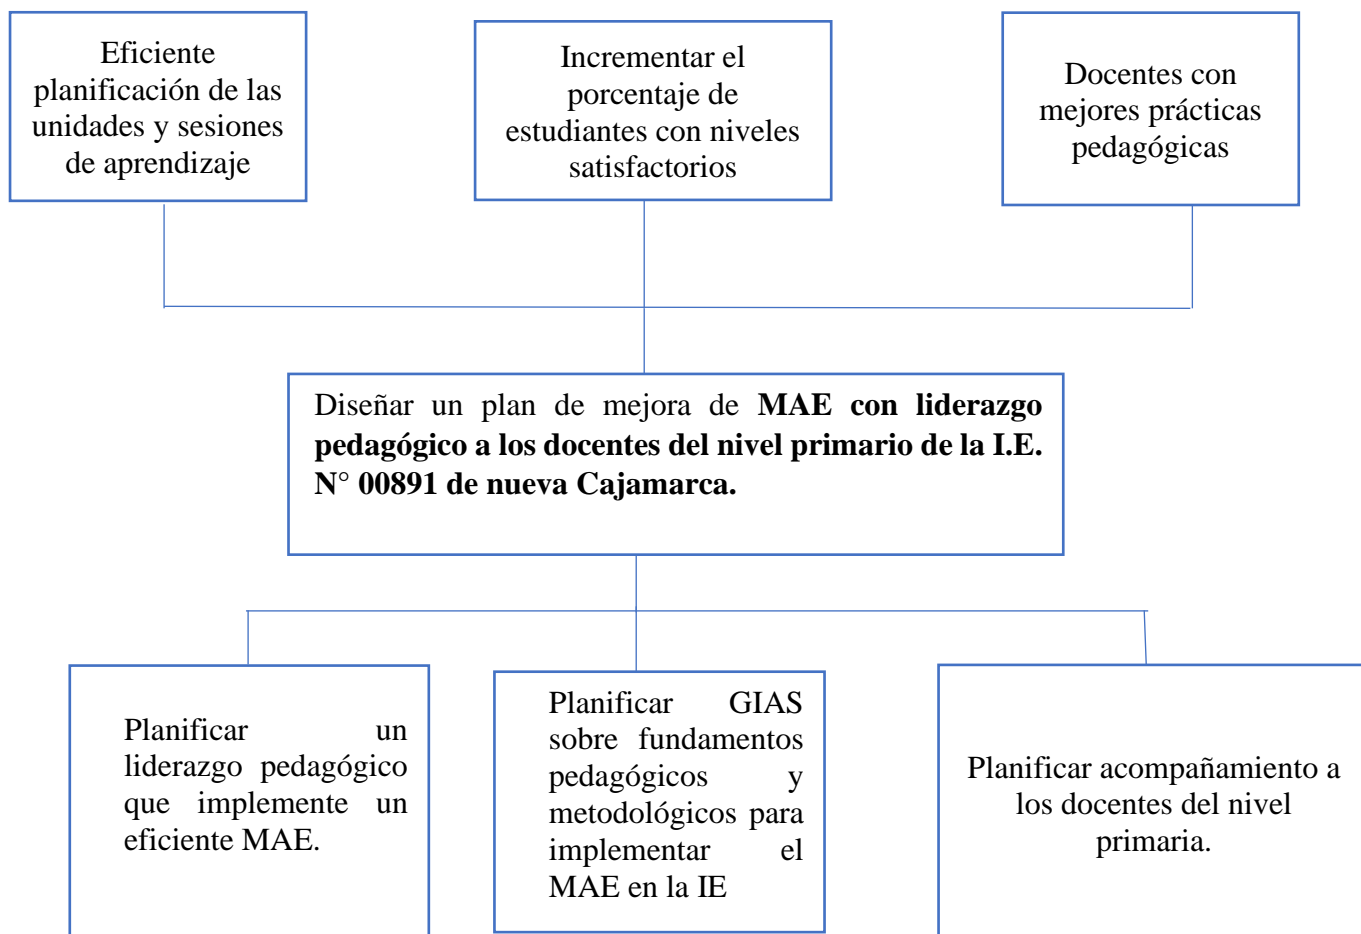 Eficiente
planificación de las
unidades y sesiones
de aprendizaje
Incrementar el
porcentaje de
estudiantes con niveles
satisfactorios
Docentes con
mejores prácticas
pedagógicas
Diseñar un plan de mejora de MAE con liderazgo
pedagógico a los docentes del nivel primario de la I.E.
N° 00891 de nueva Cajamarca.
Planificar un
liderazgo pedagógico
que implemente un
eficiente MAE.
Planificar GIAS
sobre fundamentos
pedagógicos y
metodológicos para
implementar el
MAE en la IE
Planificar acompañamiento a
los docentes del nivel
primaria.